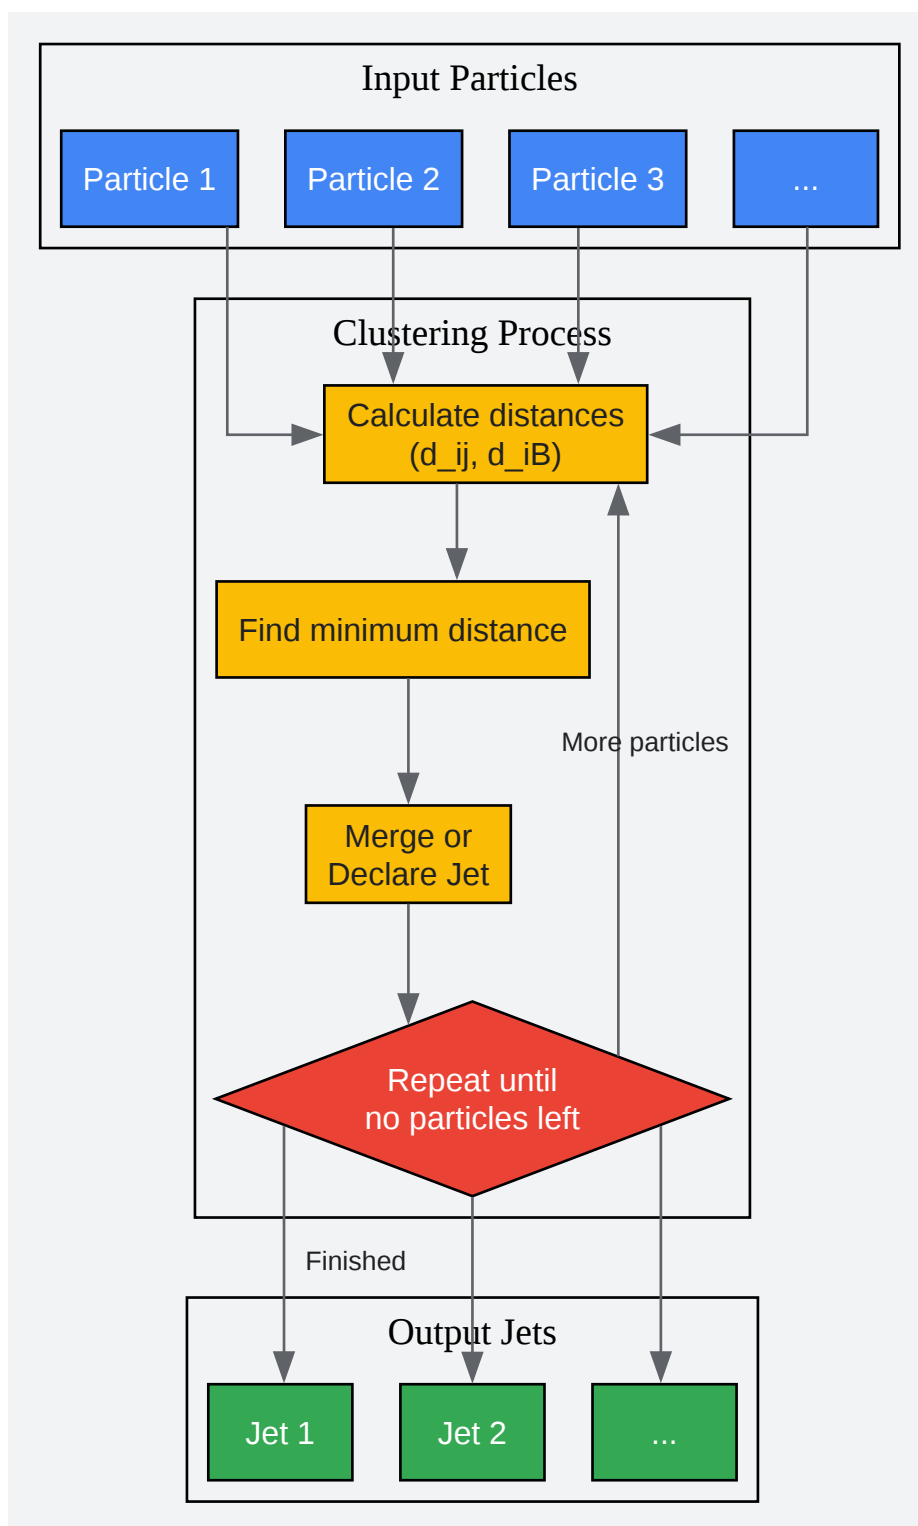 Input Particles
Particle 1
Particle 2
Particle 3
...
Clustering Process
Calculate distances
(d_ij, d_iB)
Find minimum distance
More particles
Merge or
Declare Jet
Repeat until
no particles left
Finished
Output Jets
Jet 1
Jet 2
...